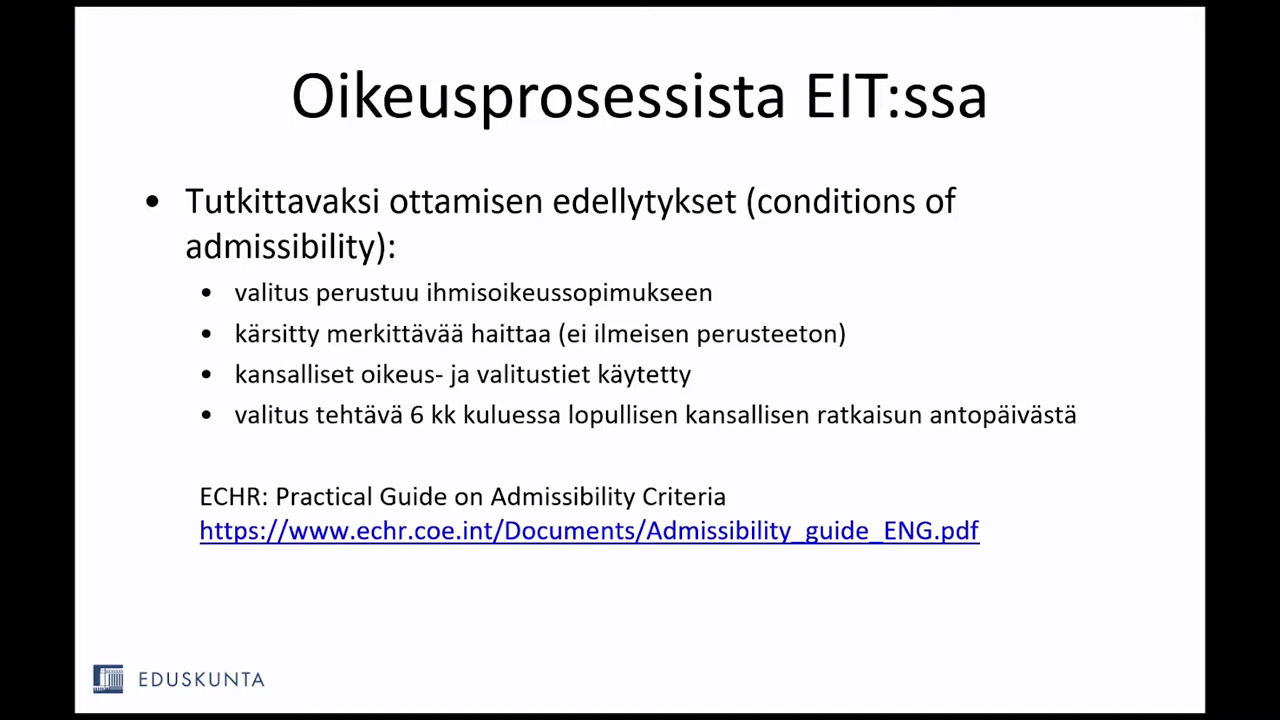 Oikeusprosessista EIT:ssa
• Tutkittavaksi ottamisen edellytykset (conditions of
admissibility):
• valitus perustuu ihmisoikeussopimukseen
• kärsitty merkittävää haittaa (ei ilmeisen perusteeton)
• kansalliset oikeus- ja valitustiet käytetty
• valitus tehtävä 6 kk kuluessa lopullisen kansallisen ratkaisun antopäivästä
ECHR: Practical Guide on Admissibility Criteria
https://www.echr.coe.int/Documents/Admissibility_guide_ENG.pdf
EDUSKUNTA